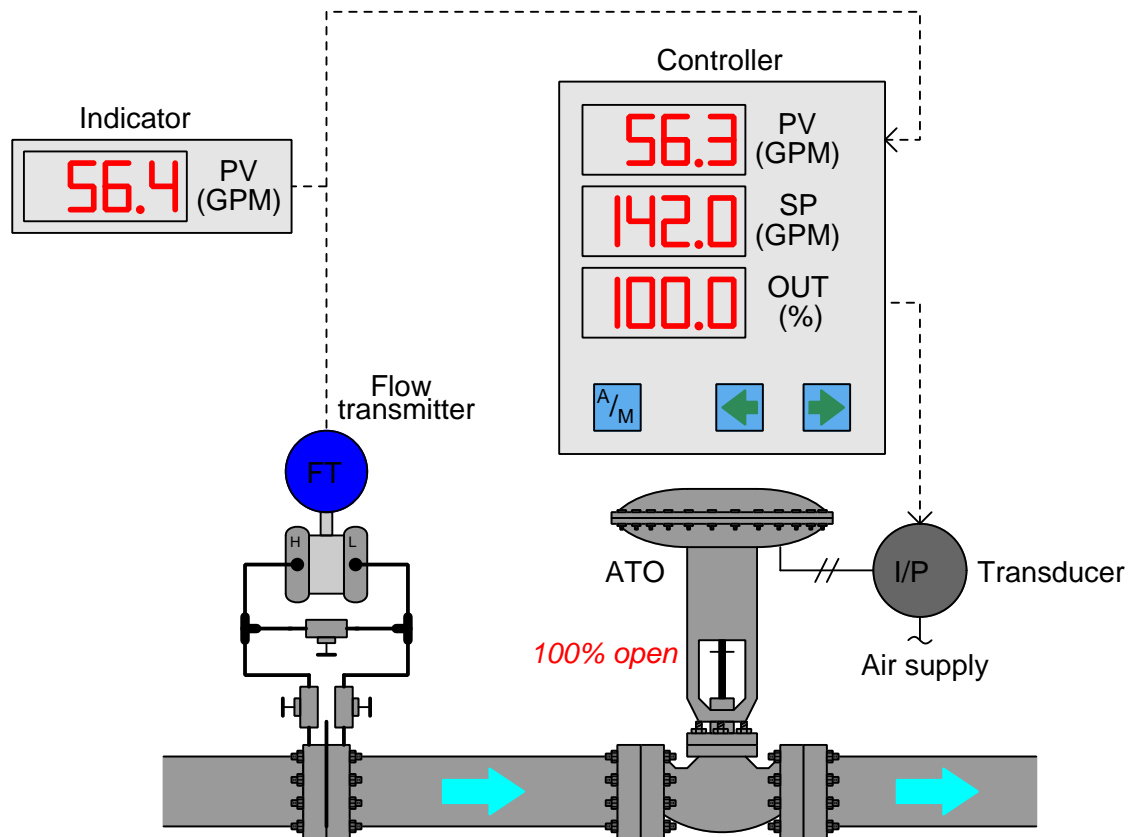 Controller
Indicator
56.4
PV
(GPM)
56.3
PV
(GPM)
142.0
SP
(GPM)
100.0
OUT
(%)
A/M
Flow
transmitter
FT
H
L
ATO
I/P
Transducer
100% open
Air supply